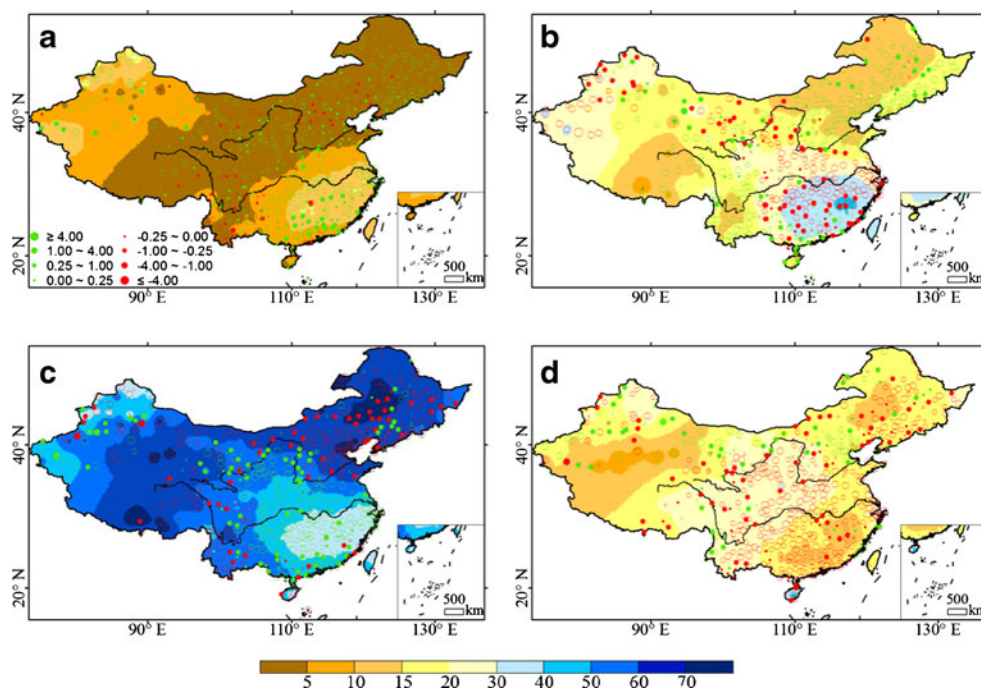 a
b
40° N
20° N
≥ 4.00
-0.25 ~ 0.00
1.00 ~ 4.00
-1.00 ~ -0.25
0.25 ~ 1.00
-4.00 ~ -1.00
0.00 ~ 0.25
≤ -4.00
500
km
90° E
110° E
130° E
40° N
20° N
500
km
90° E
110° E
130° E
c
d
40° N
20° N
500
km
90° E
110° E
130° E
40° N
20° N
500
km
90° E
110° E
130° E
5 10 15 20 30 40 50 60 70